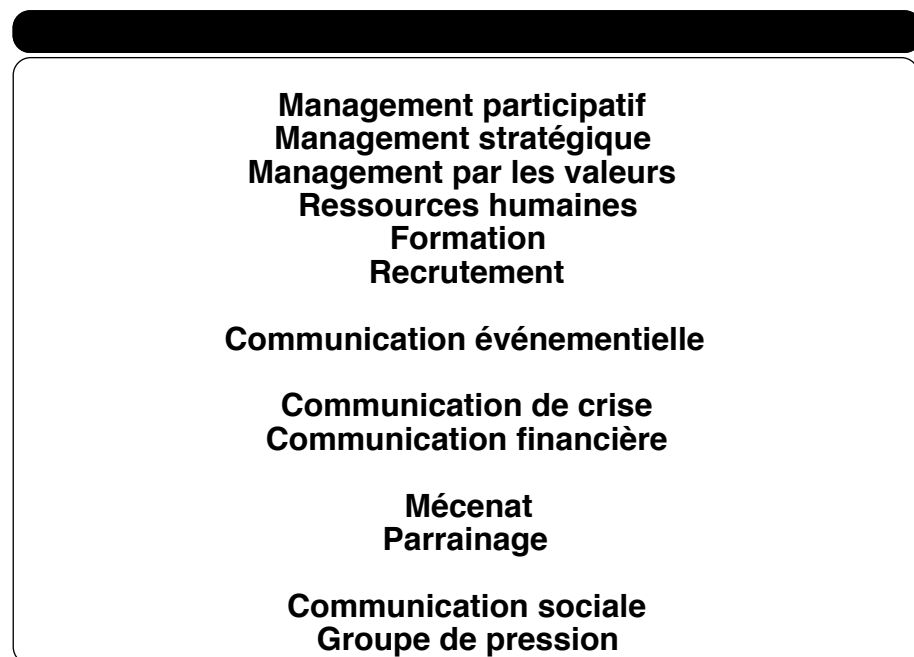 Management participatif
Management stratégique
Management par les valeurs
Ressources humaines
Formation
Recrutement
Communication événementielle
Communication de crise
Communication financière
Mécenat
Parrainage
Communication sociale
Groupe de pression